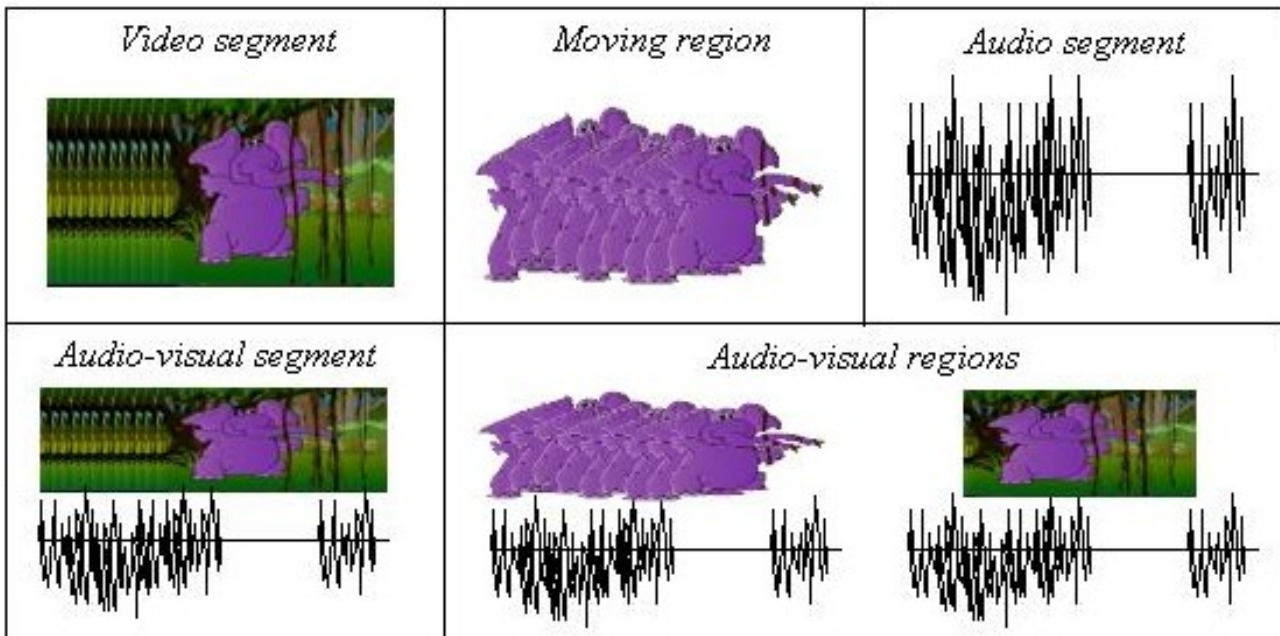 Video segment
Moving region
Audio segment
Audio-visual segment
Audio-visual regions